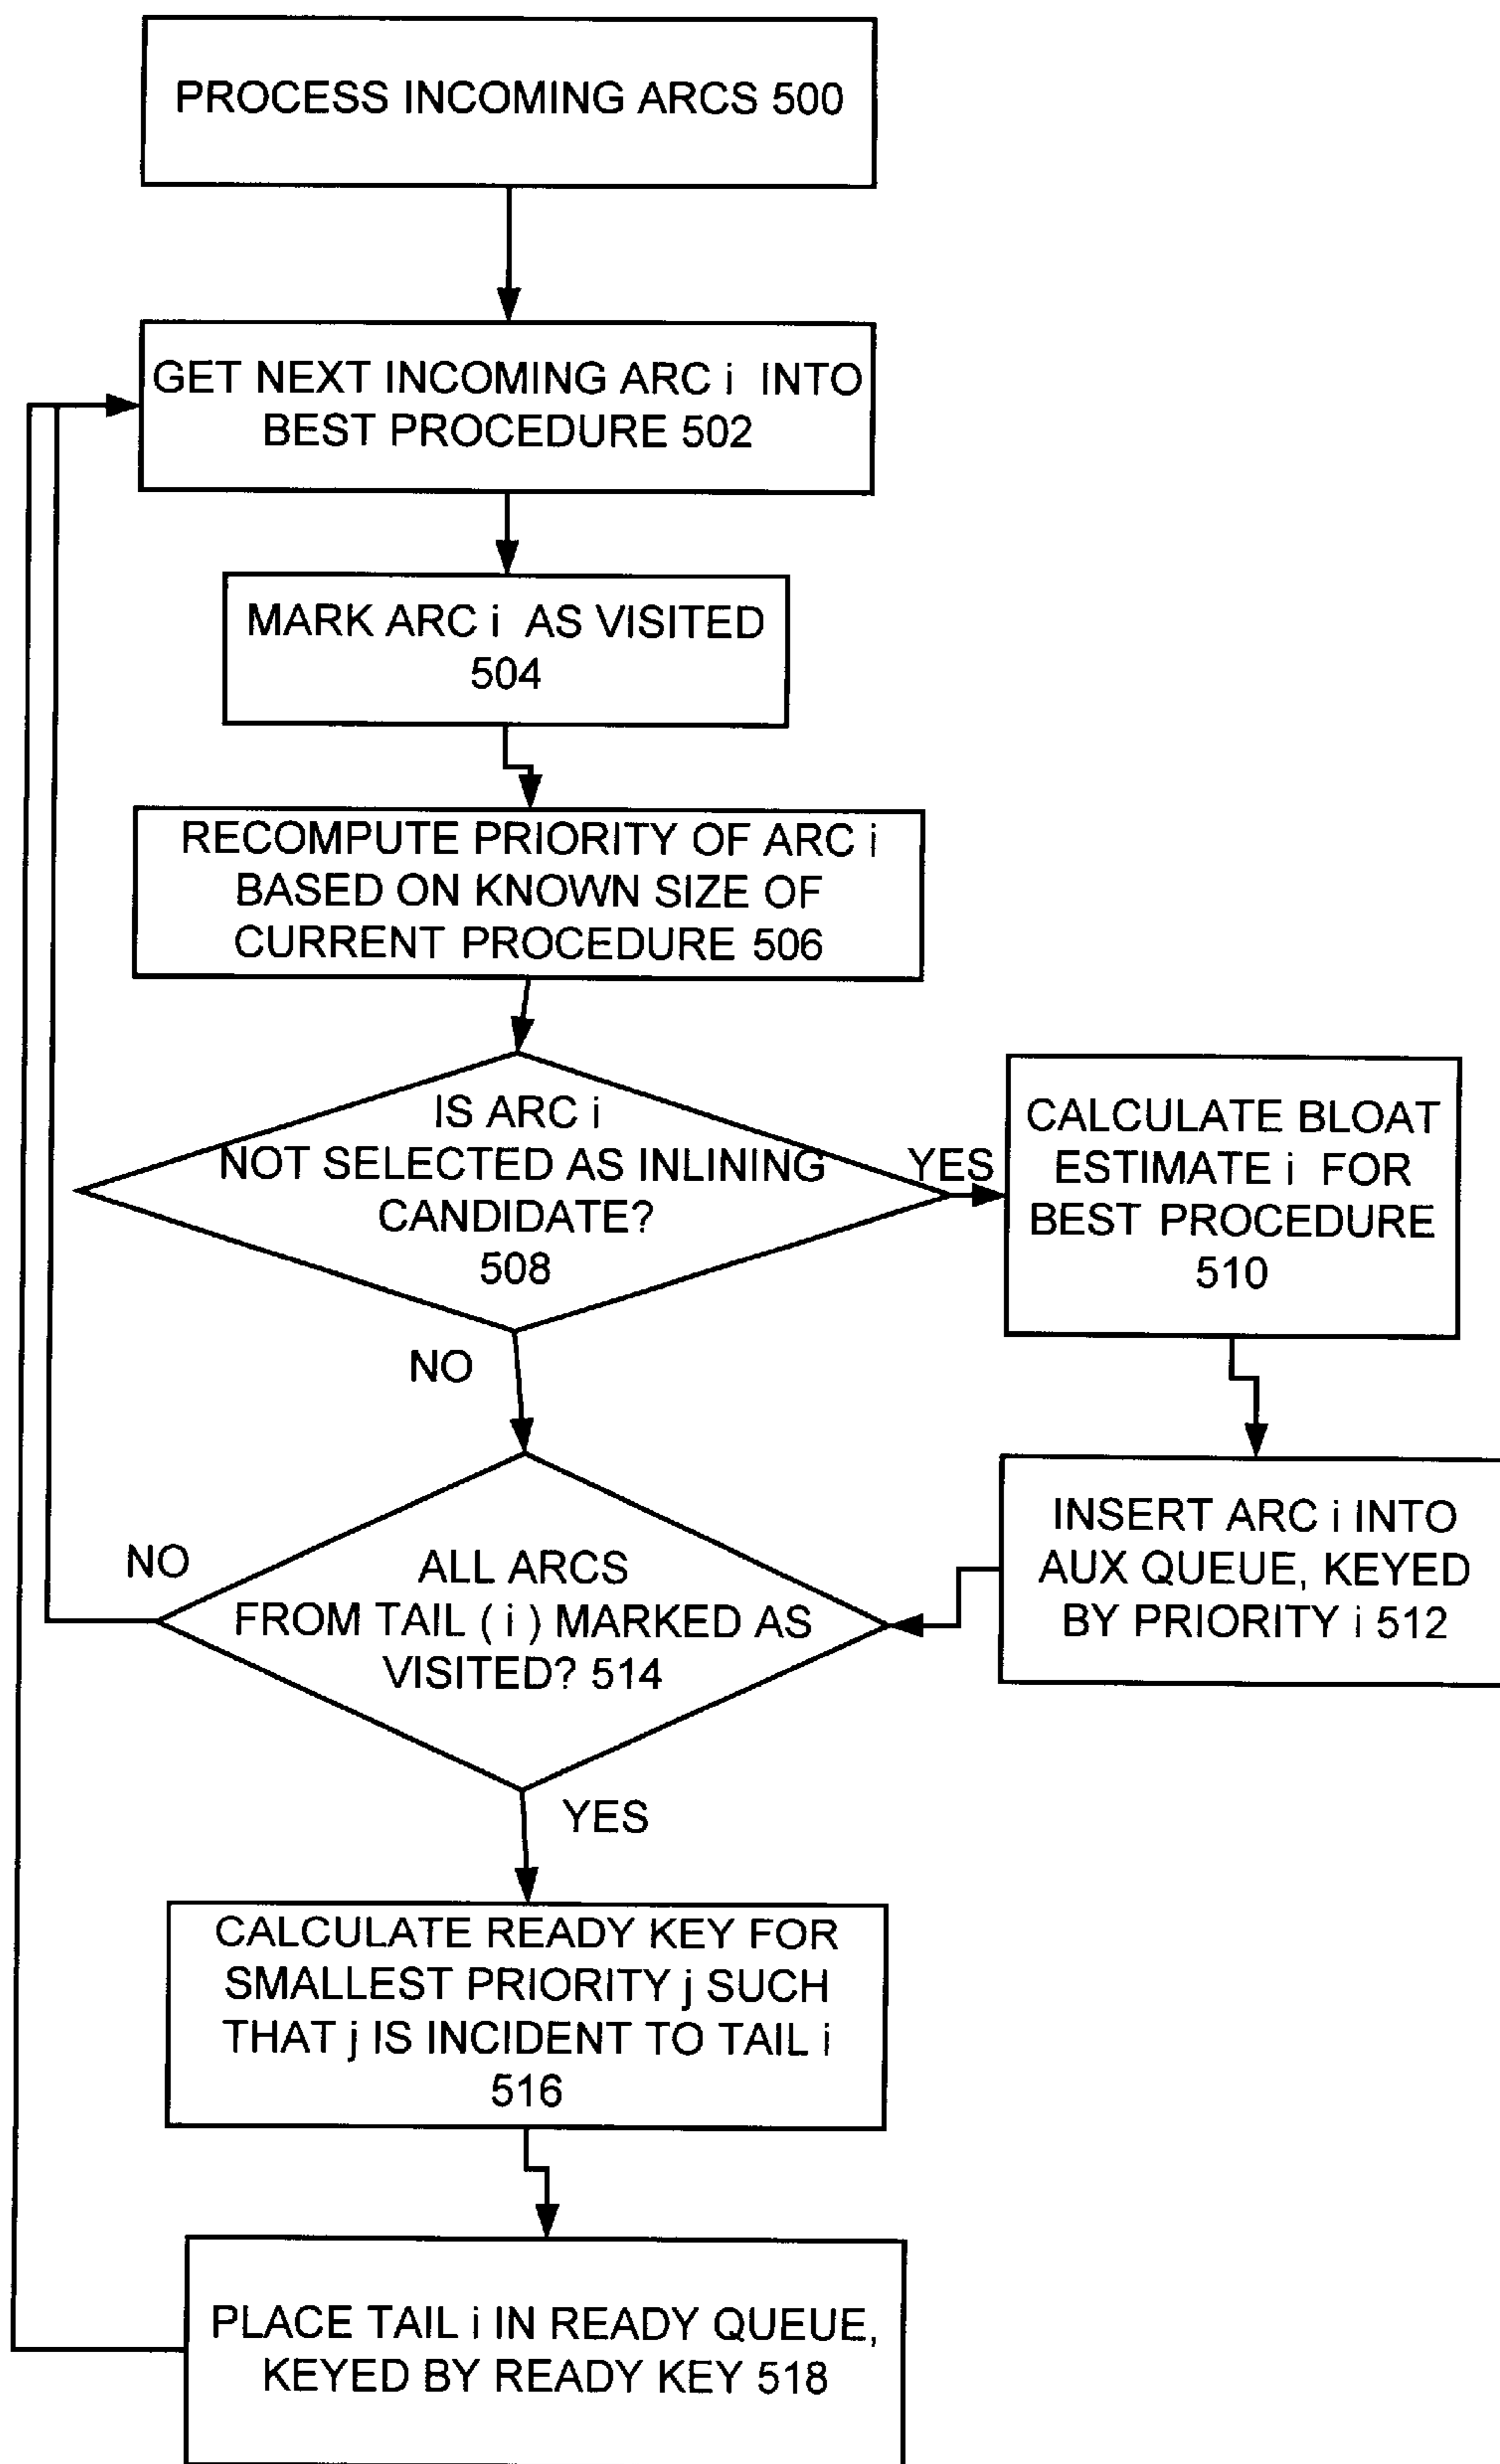 PROCESS INCOMING ARCS 500
GET NEXT INCOMING ARC i INTO
BEST PROCEDURE 502
MARK ARC i AS VISITED
504
RECOMPUTE PRIORITY OF ARC i
BASED ON KNOWN SIZE OF
CURRENT PROCEDURE 506
IS ARC i
NOT SELECTED AS INLINING
CANDIDATE?
508
YES
CALCULATE BLOAT
ESTIMATE i FOR
BEST PROCEDURE
510
NO
INSERT ARC i INTO
AUX QUEUE, KEYED
BY PRIORITY i 512
NO
ALL ARCS
FROM TAIL ( i ) MARKED AS
VISITED? 514
YES
CALCULATE READY KEY FOR
SMALLEST PRIORITY j SUCH
THAT j IS INCIDENT TO TAIL i
516
PLACE TAIL i IN READY QUEUE,
KEYED BY READY KEY 518